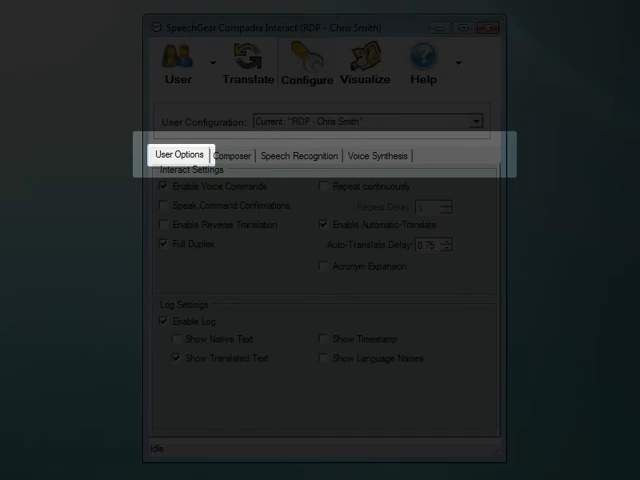 SpeechGear Compadre Interact (RDP - Chris Smith)
User Translate Configure Visualize Help
User Configuration: Current: "RDP - Chris Smith"
User Options Composer Speech Recognition Voice Synthesis
Interact Settings
Enable Voice Commands Repeat continuously
Speak Command Confirmations Repeat Delay
Enable Reverse Translation Enable Automatic-Translate
Full Duplex Auto-Translate Delay: 0.75
Acronym Expansion
Log Settings
Enable Log
Show Native Text Show Timestamp
Show Translated Text Show Language Names
Idle